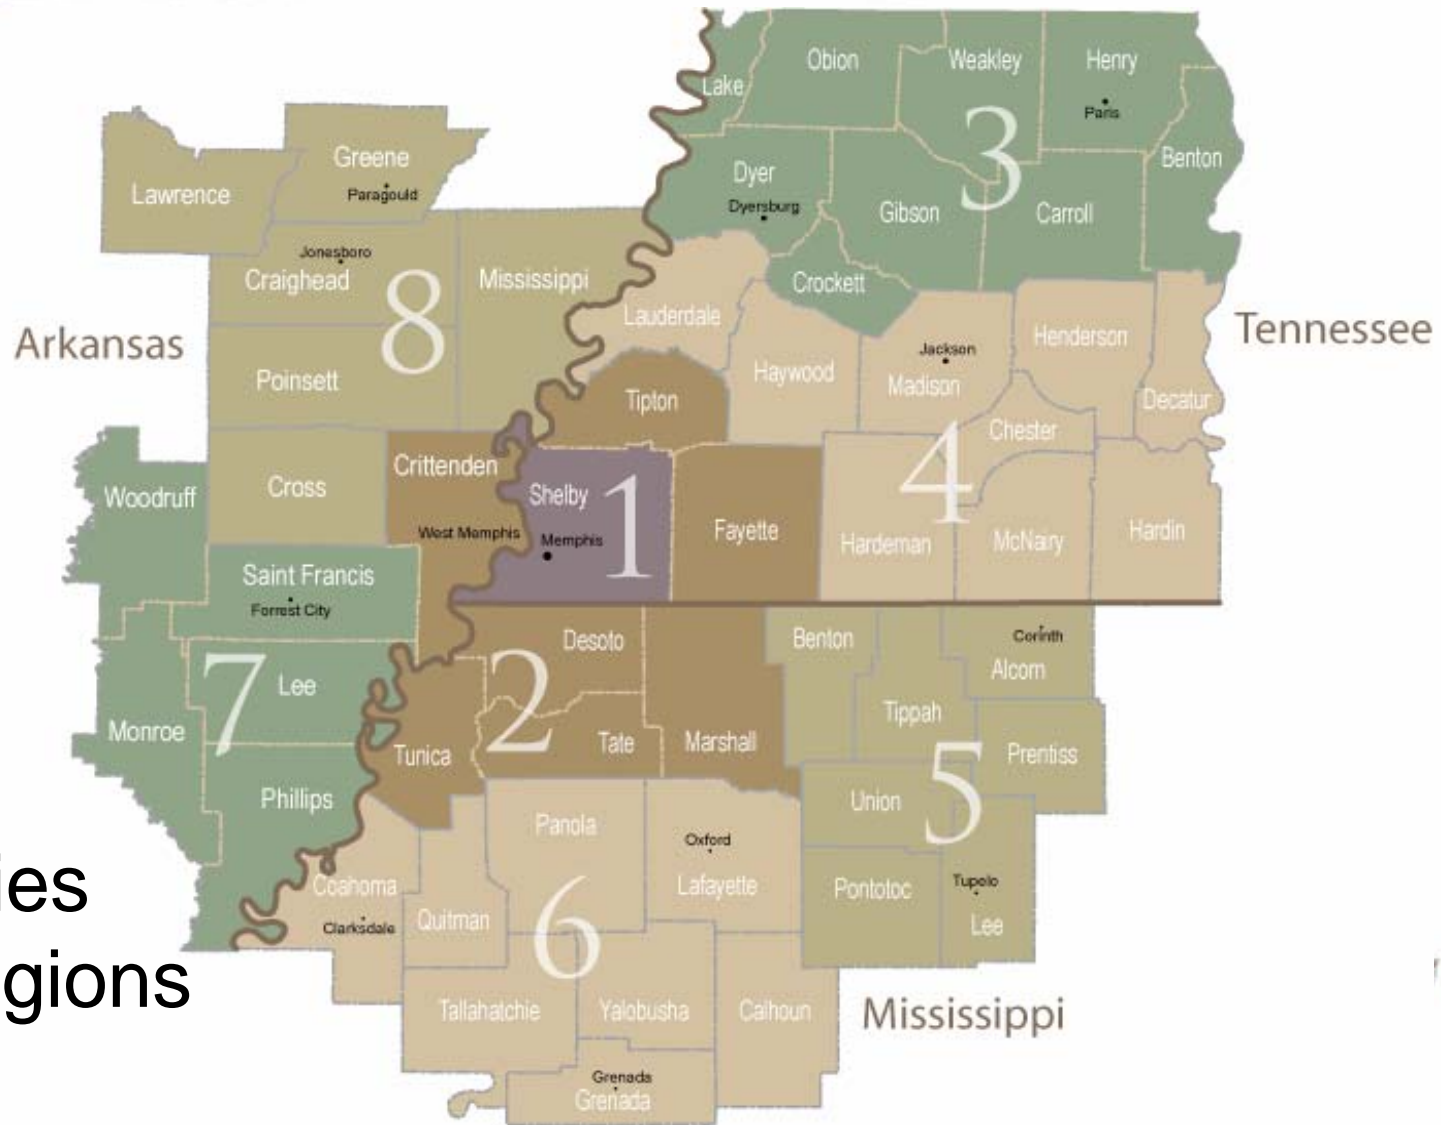 Obion
Weakley
Henry
Lake
Paris
3
Greene
Benton
Dyer
Lawrence
Paragould
Dyersburg
Gibson
Carroll
Jonesboro
Craighead
Mississippi
Crockett
8
Lauderdale
Arkansas
Tennessee
Henderson
Jackson
Poinsett
Haywood
Madison
Tipton
Decatur
Chester
Crittenden
4
Cross
Woodruff
Shelby
1
West Memphis
Memphis
Fayette
Hardeman
McNairy
Hardin
Saint Francis
Forrest City
Desoto
Benton
Corinth
Alcorn
7
Lee
2
Tippah
Monroe
Tunica
Tate
Marshall
Prentiss
5
Phillips
Union
Panola
Oxford
ies
Coahoma
Lafayette
Pontotoc
Tupelo
Quitman
Clarksdale
6
Lee
gions
Tallahatchie
Yalobusha
Calhoun
Mississippi
Grenada
Grenada